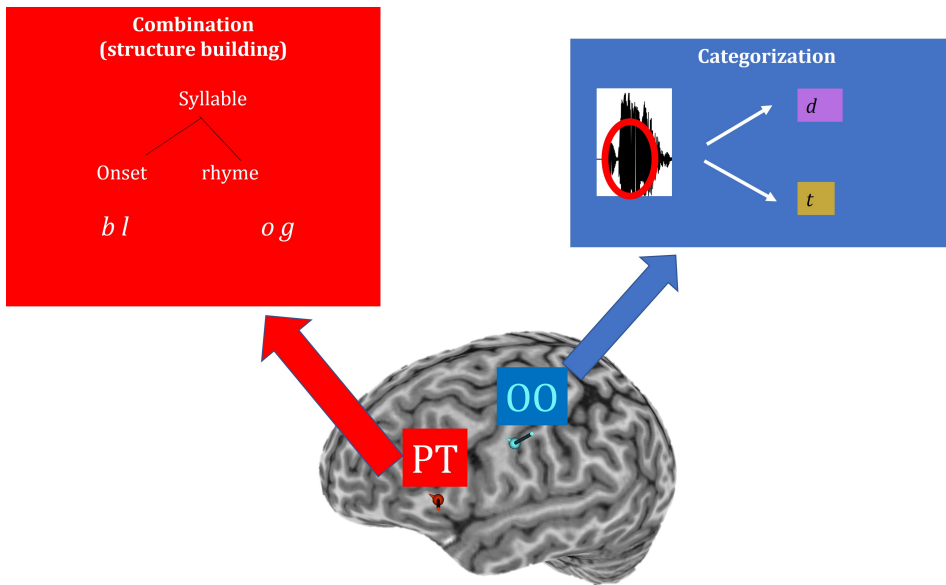 Combination
(structure building)
Syllable
Onset rhyme
b l o g
Categorization
d
t
OO
PT